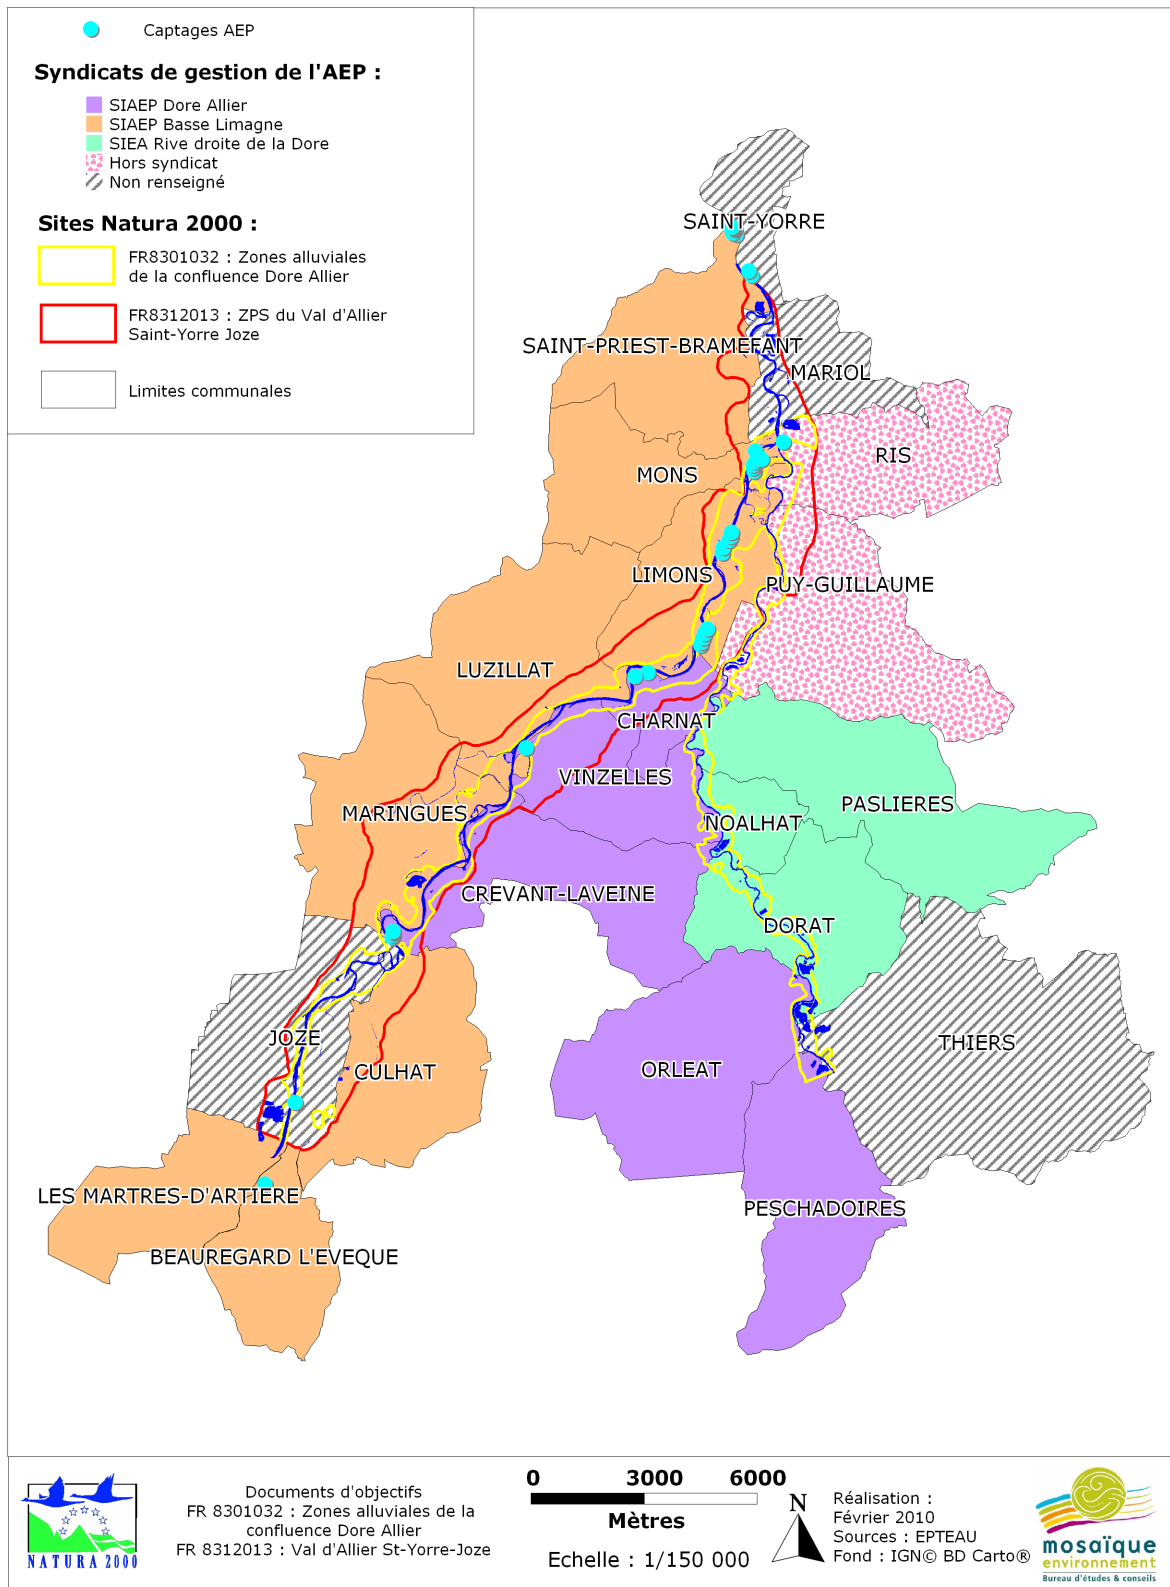 Captages AEP
Syndicats de gestion de l'AEP :
SIAEP Dore Allier
SIAEP Basse Limagne
SIEA Rive droite de la Dore
Hors syndicat
Non renseigné
Sites Natura 2000 :
FR8301032 : Zones alluviales
de la confluence Dore Allier
FR8312013 : ZPS du Val d'Allier
Saint-Yorre Joze
Limites communales
SAINT-YORRE
SAINT-PRIEST-BRAMEFANT
MARIOL
RIS
MONS
LIMONS
PUY-GUILLAUME
LUZILLAT
CHARNAT
VINZELLES
PASLIERES
MARINGUES
NOALHAT
CREVANT-LAVEINE
DORAT
JOZE
THIERS
CULHAT
ORLEAT
LES MARTRES-D'ARTIERE
PESCHADOIRES
BEAUREGARD L'EVEQUE
NATURA 2000
Documents d'objectifs
FR 8301032 : Zones alluviales de la
confluence Dore Allier
FR 8312013 : Val d'Allier St-Yorre-Joze
0 3000 6000
Mètres
Echelle : 1/150 000
N
Réalisation :
Février 2010
Sources : EPTEAU
Fond : IGN© BD Carto®
mosaïque
environnement
Bureau d'études & conseils